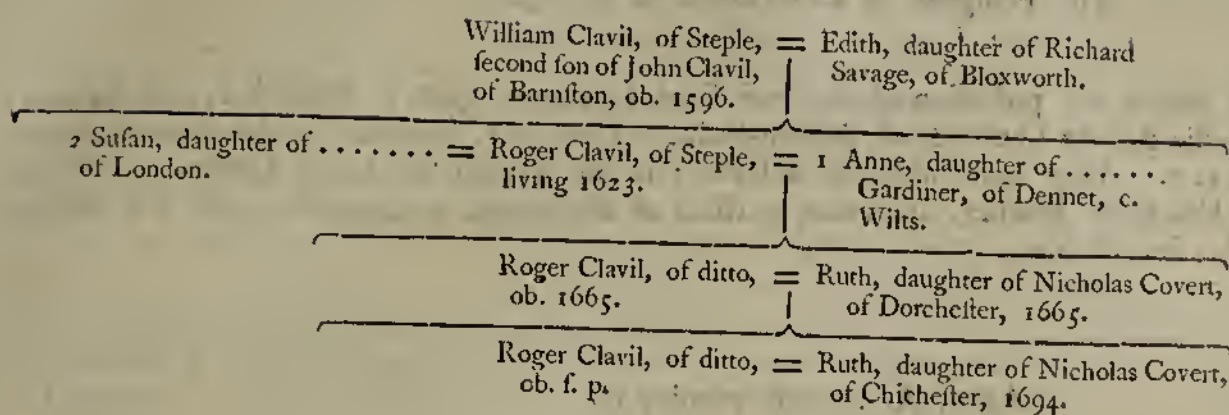 William Clavil, of Steple, = Edith, daughter of Richard
ſecond ſon of John Clavil, Savage, of Bloxworth.
of Barnſton, ob. 1596.
2 Suſan, daughter of ....... = Roger Clavil, of Steple, = 1 Anne, daughter of ......
of London. living 1623. Gardiner, of Dennet, c.
Wilts.
Roger Clavil, of ditto, = Ruth, daughter of Nicholas Covert,
ob. 1665. of Dorcheſter, 1665.
Roger Clavil, of ditto, = Ruth, daughter of Nicholas Covert,
ob. ſ. p. of Chicheſter, 1694.